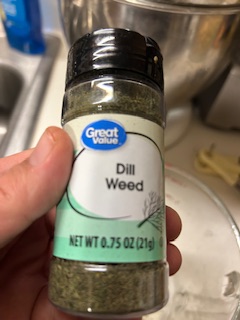 Great
Value
Dill
Weed
NET WT 0.75 OZ (21g)